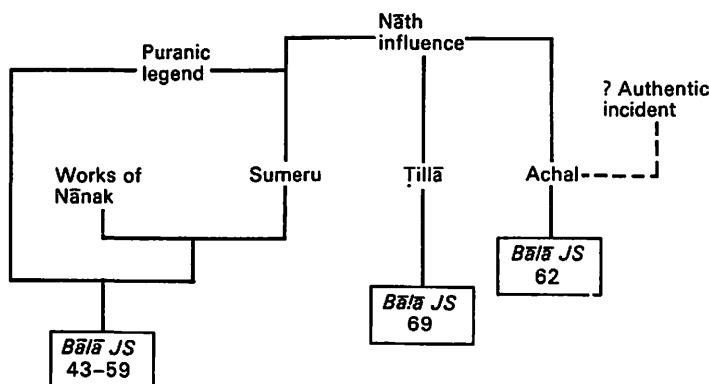 Nāth
influence
Puranic
legend
? Authentic
incident
Works of
Nānak
Sumeru
Ṭillā
Achal
Bālā JS
62
Bālā JS
69
Bālā JS
43–59